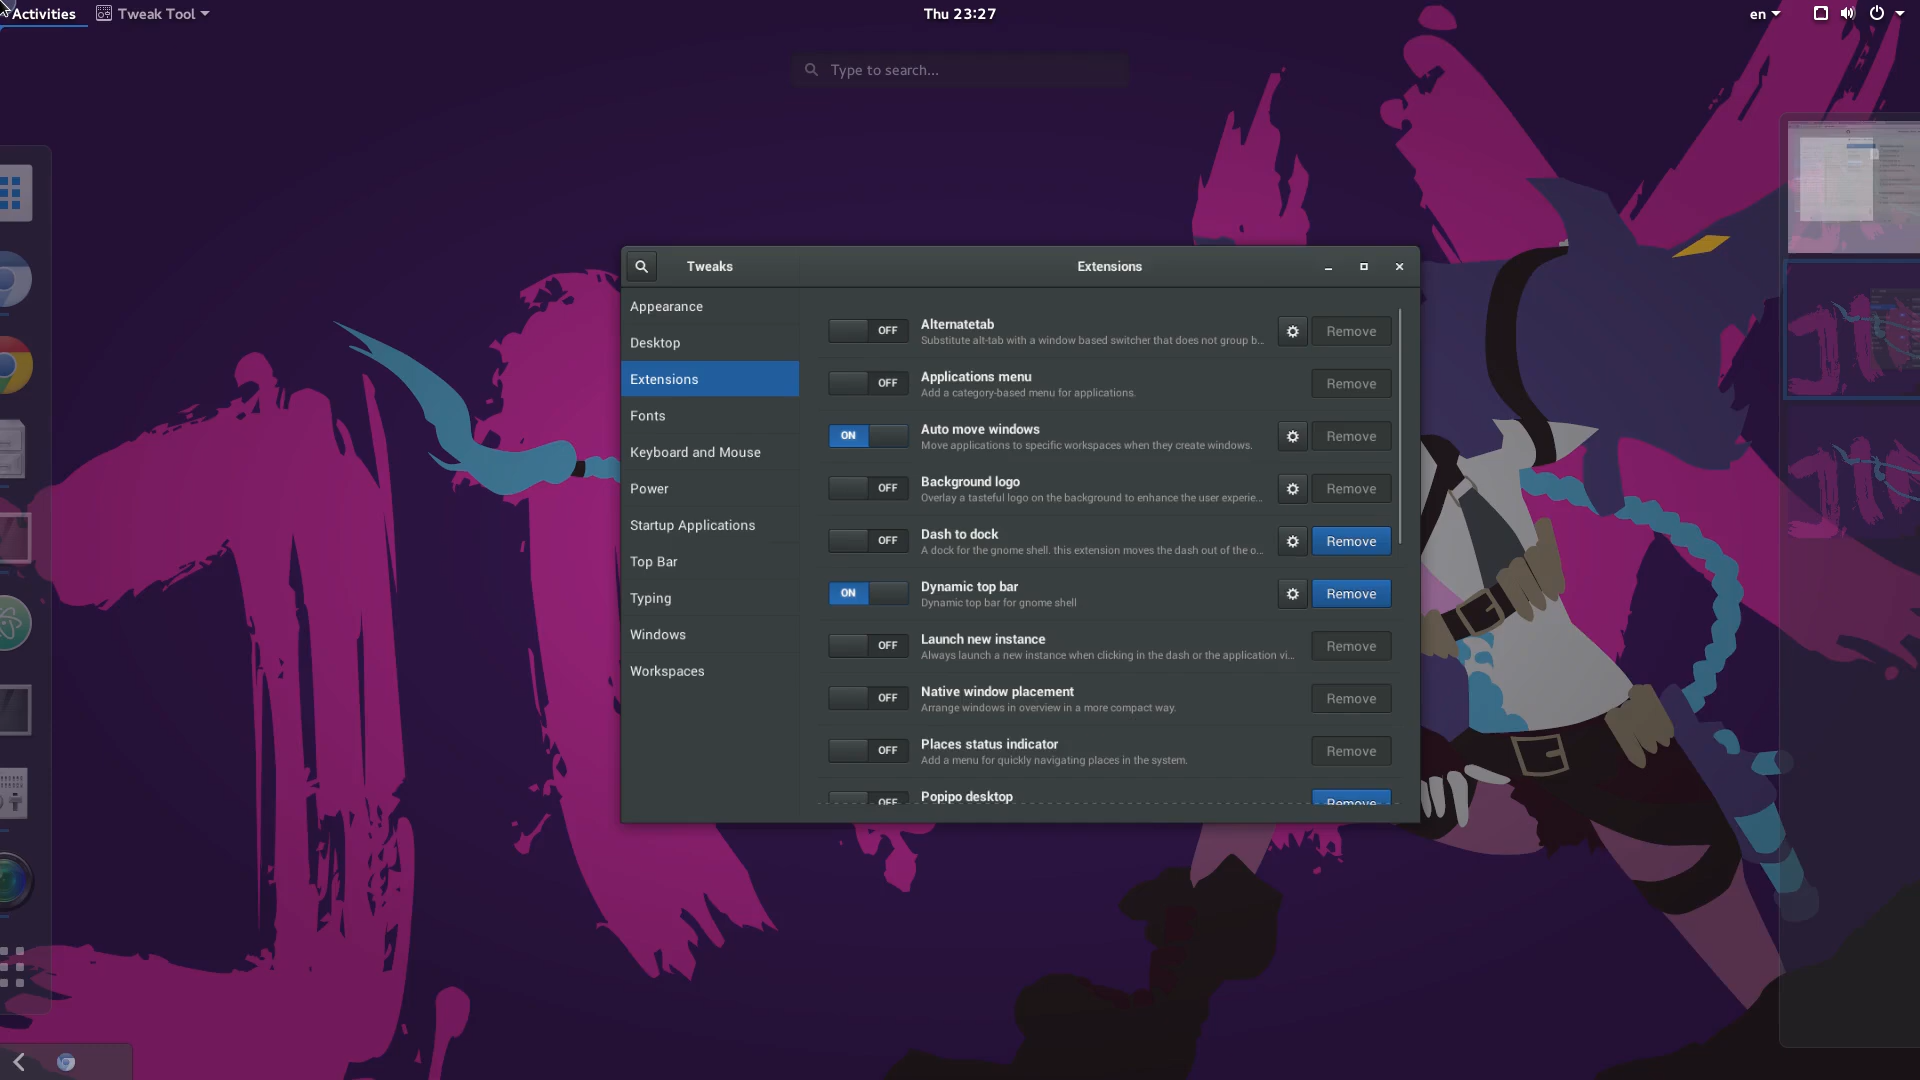 Activities
Tweak Tool
Thu 23:27
en
Type to search...
Tweaks
Extensions
Appearance
Desktop
Extensions
Fonts
Keyboard and Mouse
Power
Startup Applications
Top Bar
Typing
Windows
Workspaces
OFF
Alternatetab
Substitute alt-tab with a window based switcher that does not group b...
Remove
OFF
Applications menu
Add a category-based menu for applications.
Remove
ON
Auto move windows
Move applications to specific workspaces when they create windows.
Remove
OFF
Background logo
Overlay a tasteful logo on the background to enhance the user experie...
Remove
OFF
Dash to dock
A dock for the gnome shell. this extension moves the dash out of the o...
Remove
ON
Dynamic top bar
Dynamic top bar for gnome shell
Remove
OFF
Launch new instance
Always launch a new instance when clicking in the dash or the application vi...
Remove
OFF
Native window placement
Arrange windows in overview in a more compact way.
Remove
OFF
Places status indicator
Add a menu for quickly navigating places in the system.
Remove
OFF
Popipo desktop
Remove